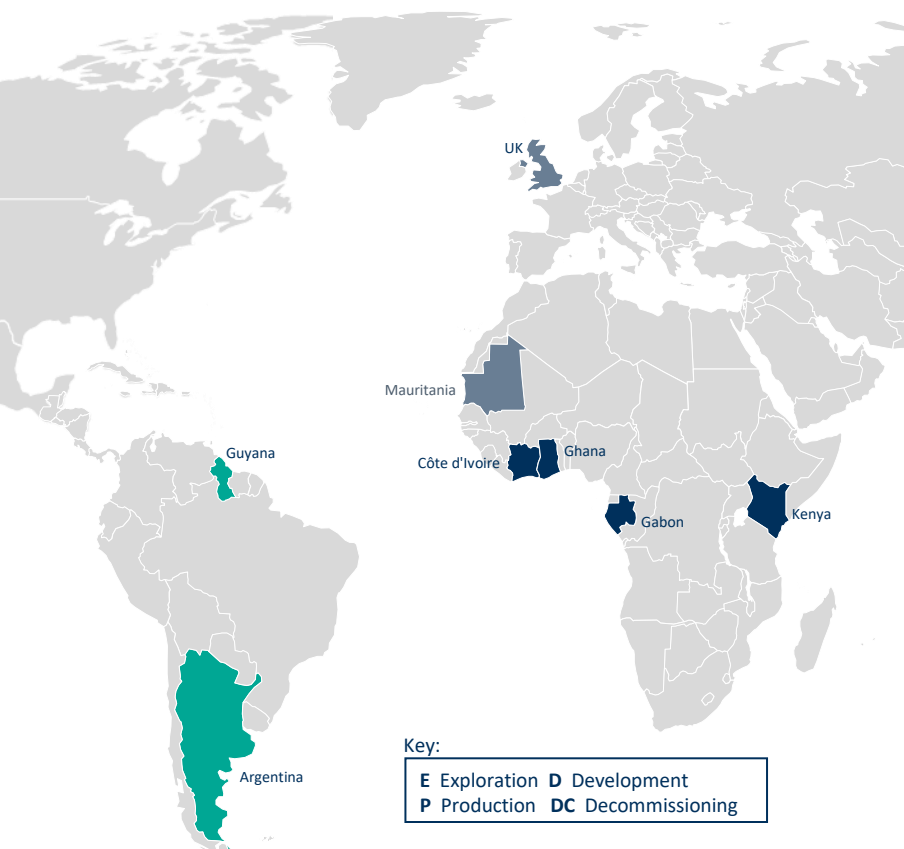 UK
Mauritania
Guyana
Côte d'Ivoire
Ghana
Gabon
Kenya
Argentina
Key:
E Exploration D Development
P Production DC Decommissioning